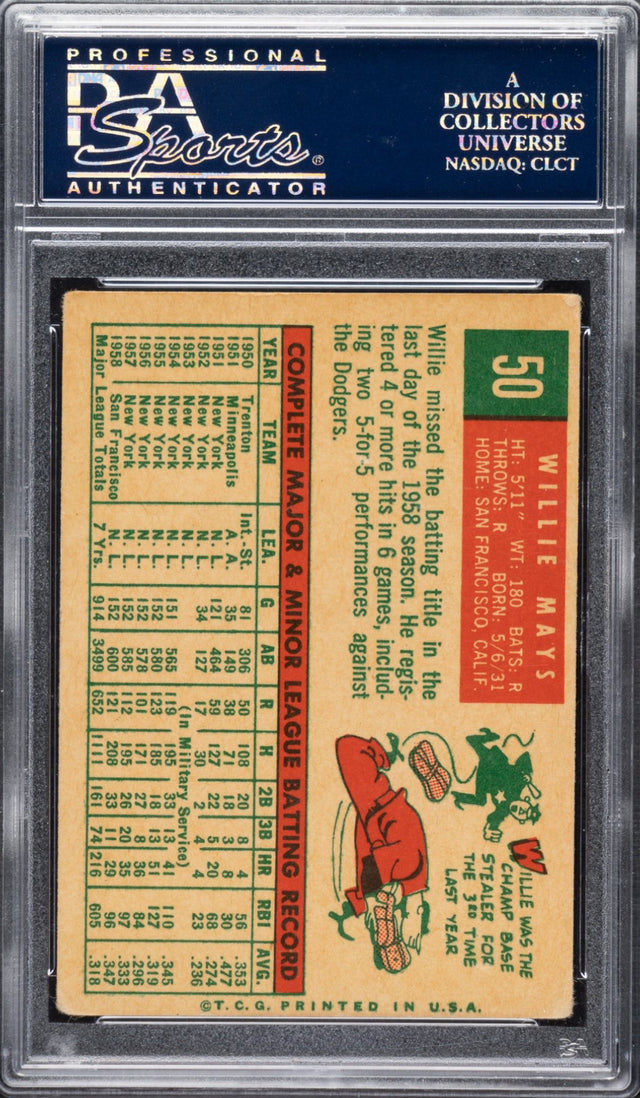 PROFESSIONAL
PSA
Sports®
AUTHENTICATOR
A
DIVISION OF
COLLECTORS
UNIVERSE
NASDAQ: CLCT
50
WILLIE MAYS
HT: 5'11" WT: 180 BATS: R
THROWS: R BORN: 5/6/31
HOME: SAN FRANCISCO, CALIF.
Willie missed the batting title in the
last day of the 1958 season. He regis-
tered 4 or more hits in 6 games, includ-
ing two 5-for-5 performances against
the Dodgers.
WILLIE WAS THE
CHAMP BASE
STEALER FOR
THE 3RD TIME
LAST YEAR
COMPLETE MAJOR & MINOR LEAGUE BATTING RECORD
YEAR TEAM LEA. G AB R H 2B 3B HR RBI AVG.
1950 Trenton Int.-St. 81 306 50 108 20 8 4 56 .353
1951 Minneapolis A. A. 35 149 38 71 18 3 8 30 .477
1951 New York N. L. 121 464 59 127 22 5 20 68 .274
1952 New York N. L. 34 127 17 30 2 4 4 23 .236
1953 New York N. L. (In Military Service)
1954 New York N. L. 151 565 119 195 33 13 41 110 .345
1955 New York N. L. 152 580 123 185 18 13 51 127 .319
1956 New York N. L. 152 578 101 171 27 8 36 84 .296
1957 New York N. L. 152 585 112 195 26 20 35 97 .333
1958 San Francisco N. L. 152 600 121 208 33 11 29 96 .347
Major League Totals 7 Yrs. 914 3499 652 1111 161 74 216 605 .318
©T.C.G. PRINTED IN U.S.A.